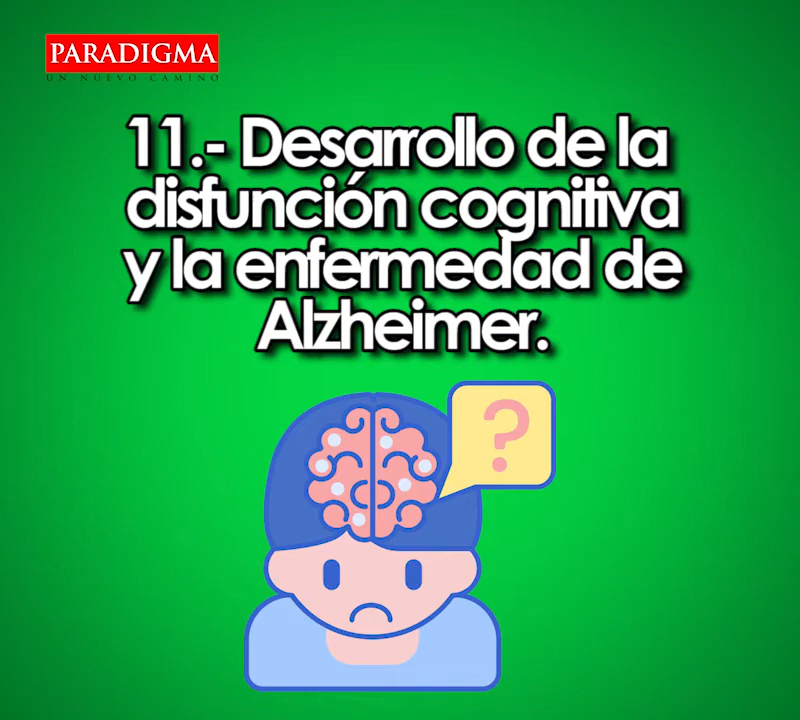 PARADIGMA
UN NUEVO CAMINO
11.- Desarrollo de la
disfunción cognitiva
y la enfermedad de
Alzheimer.
?